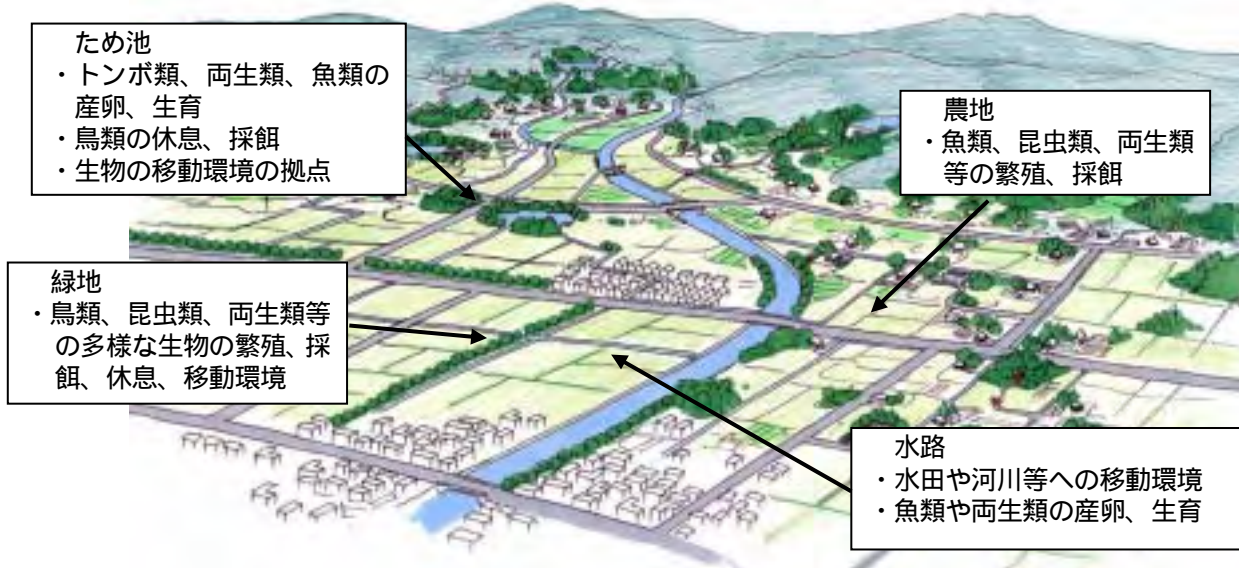 ため池
・トンボ類、両生類、魚類の
産卵、生育
・鳥類の休息、採餌
・生物の移動環境の拠点
農地
・魚類、昆虫類、両生類
等の繁殖、採餌
緑地
・鳥類、昆虫類、両生類等
の多様な生物の繁殖、採
餌、休息、移動環境
水路
・水田や河川等への移動環境
・魚類や両生類の産卵、生育